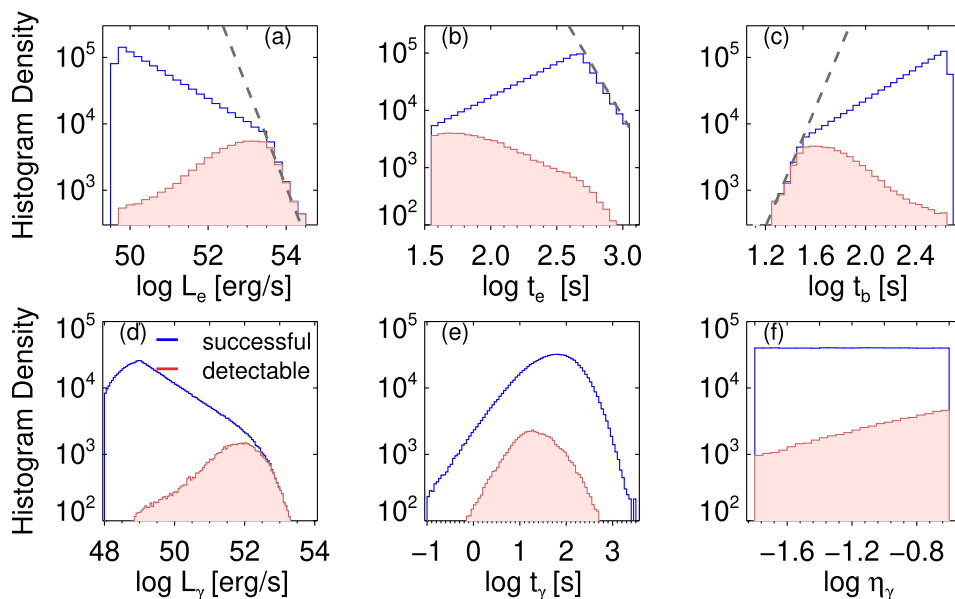 Histogram Density
10^5
10^4
10^3
(a)
50 52 54
log L_e [erg/s]
10^5
10^4
10^3
10^2
(b)
1.5 2.0 2.5 3.0
log t_e [s]
10^5
10^4
10^3
(c)
1.2 1.6 2.0 2.4
log t_b [s]
Histogram Density
10^5
10^4
10^3
10^2
(d)
successful
detectable
48 50 52 54
log L_γ [erg/s]
10^5
10^4
10^3
10^2
(e)
−1 0 1 2 3
log t_γ [s]
10^5
10^4
10^3
10^2
(f)
−1.6 −1.2 −0.8
log η_γ